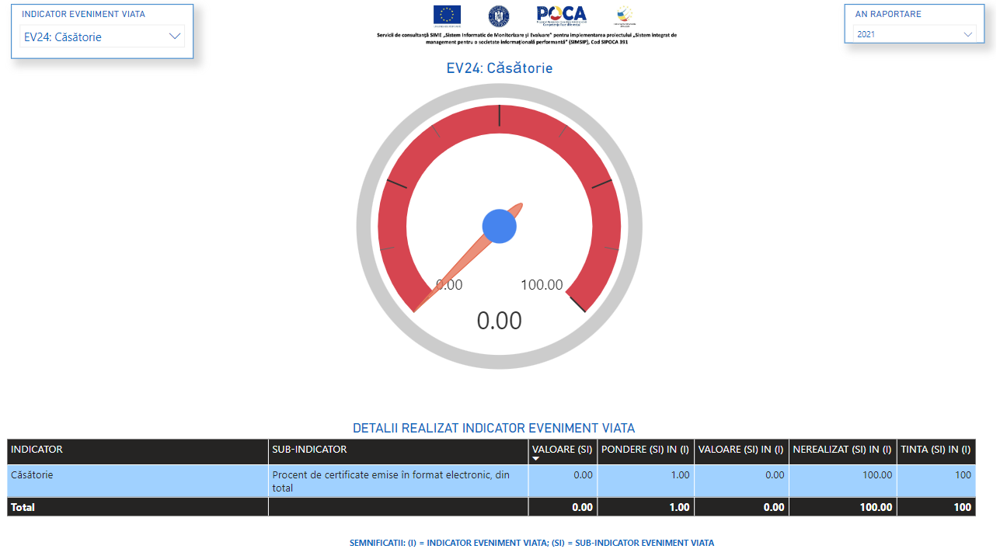 INDICATOR EVENIMENT VIATA
EV24: Căsătorie
POCA
Servicii de consultanță SIME „Sistem Informatic de Monitorizare și Evaluare” pentru implementarea proiectului „Sistem integrat de
management pentru o societate informațională performantă” (SIMSIP), Cod SIPOCA 391
AN RAPORTARE
2021
EV24: Căsătorie
0.00
100.00
0.00
DETALII REALIZAT INDICATOR EVENIMENT VIATA
INDICATOR SUB-INDICATOR VALOARE (SI) PONDERE (SI) IN (I) VALOARE (SI) IN (I) NEREALIZAT (SI) IN (I) TINTA (SI) IN (I)
Căsătorie Procent de certificate emise în format electronic, din 0.00 1.00 0.00 100.00 100
total
Total 0.00 1.00 0.00 100.00 100
SEMNIFICATII: (I) = INDICATOR EVENIMENT VIATA; (SI) = SUB-INDICATOR EVENIMENT VIATA